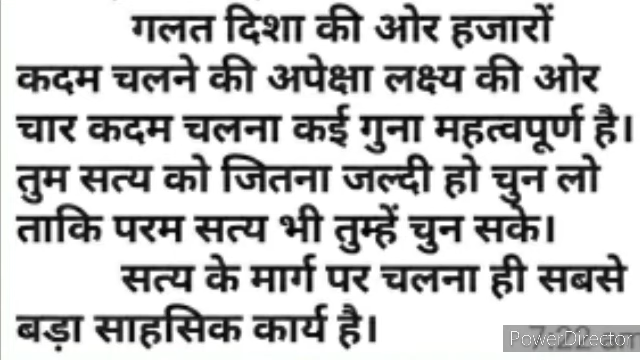 गलत दिशा की ओर हजारों
कदम चलने की अपेक्षा लक्ष्य की ओर
चार कदम चलना कई गुना महत्वपूर्ण है।
तुम सत्य को जितना जल्दी हो चुन लो
ताकि परम सत्य भी तुम्हें चुन सके।
सत्य के मार्ग पर चलना ही सबसे
बड़ा साहसिक कार्य है।
PowerDirector